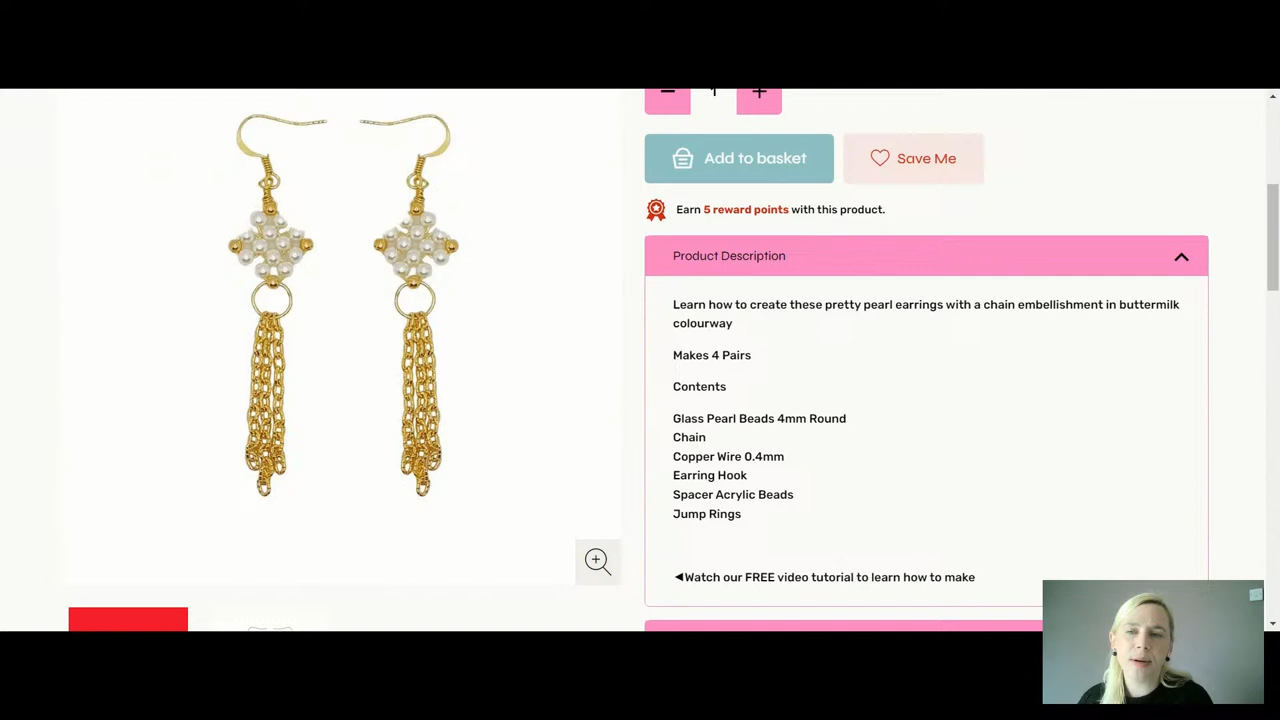 1
Add to basket
Save Me
Earn 5 reward points with this product.
Product Description
Learn how to create these pretty pearl earrings with a chain embellishment in buttermilk
colourway
Makes 4 Pairs
Contents
Glass Pearl Beads 4mm Round
Chain
Copper Wire 0.4mm
Earring Hook
Spacer Acrylic Beads
Jump Rings
◀Watch our FREE video tutorial to learn how to make